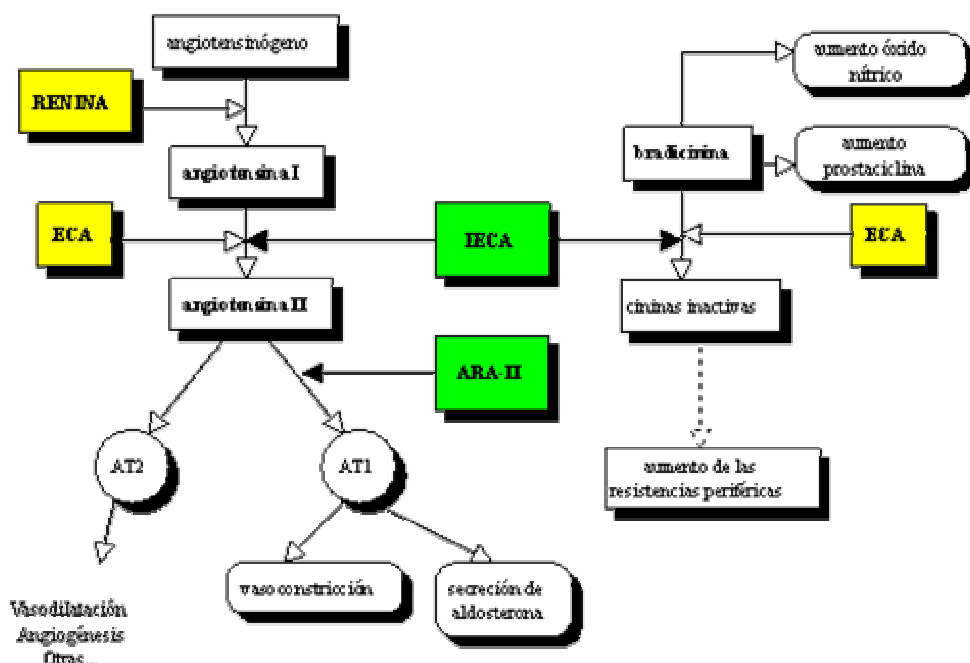 angiotensinógeno
RENINA
angiotensina I
ECA
IECA
angiotensina II
ARA-II
AT2
AT1
vasoconstricción
secreción de
aldosterona
Vasodilatación
Angiogénesis
Otras...
aumento óxido
nítrico
bradicinina
aumento
prostaciclina
ECA
cininas inactivas
aumento de las
resistencias periféricas